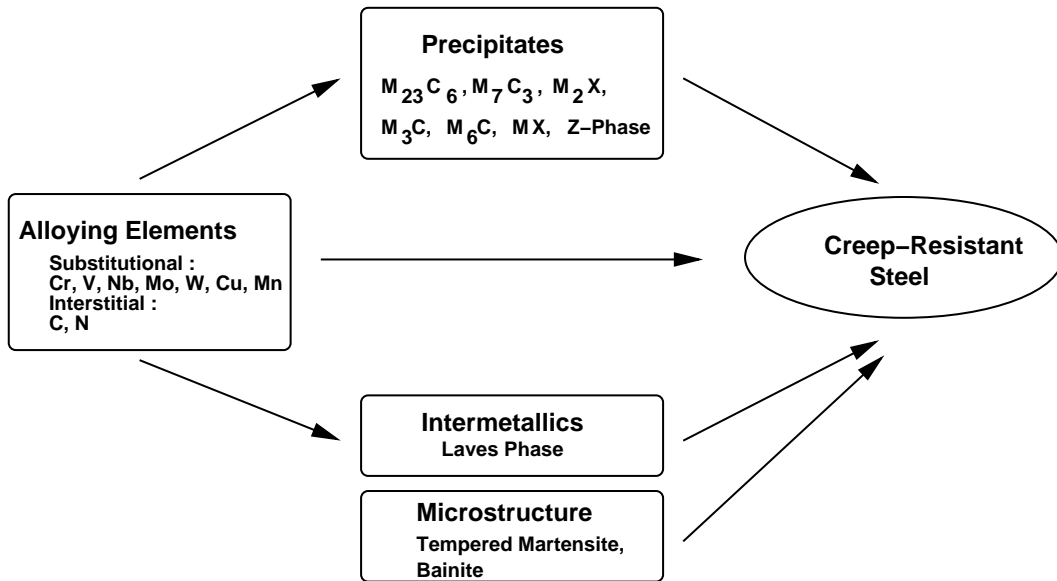 Precipitates
M23C6, M7C3, M2X,
M3C, M6C, MX, Z–Phase
Alloying Elements
Substitutional :
Cr, V, Nb, Mo, W, Cu, Mn
Interstitial :
C, N
Creep–Resistant
Steel
Intermetallics
Laves Phase
Microstructure
Tempered Martensite,
Bainite